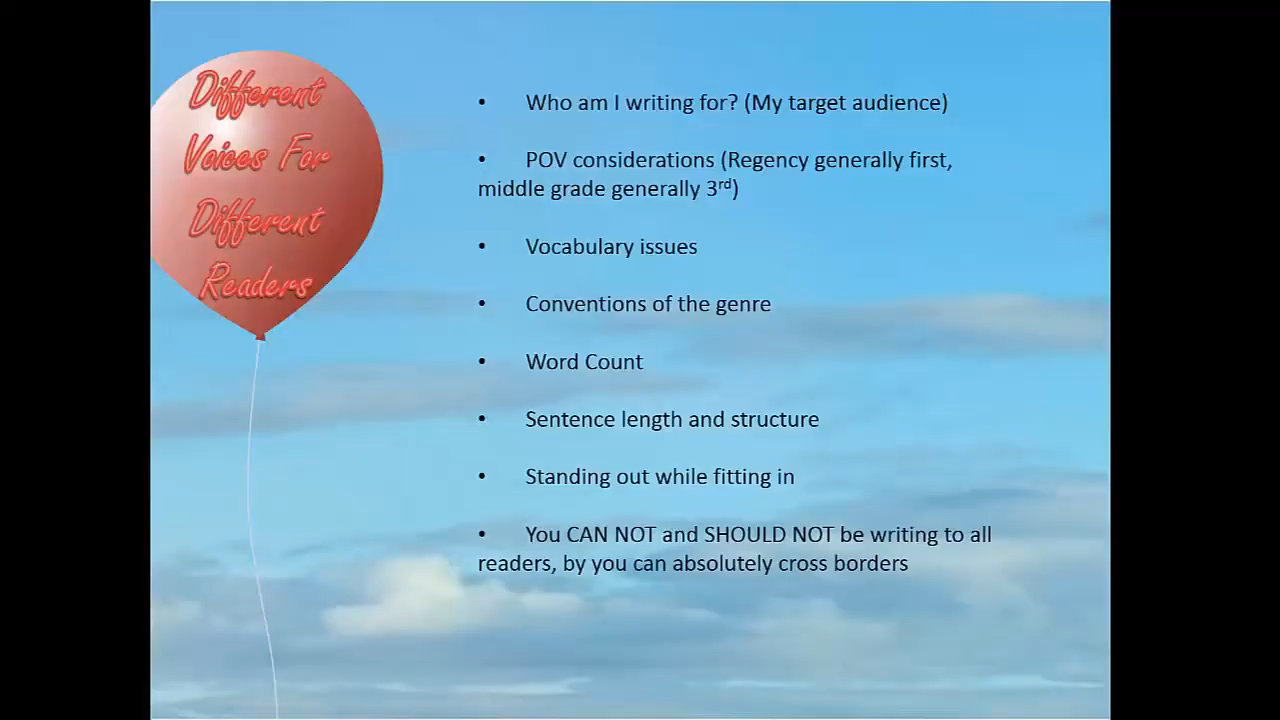 Different
Voices For
Different
Readers
• Who am I writing for? (My target audience)
• POV considerations (Regency generally first,
middle grade generally 3rd)
• Vocabulary issues
• Conventions of the genre
• Word Count
• Sentence length and structure
• Standing out while fitting in
• You CAN NOT and SHOULD NOT be writing to all
readers, by you can absolutely cross borders